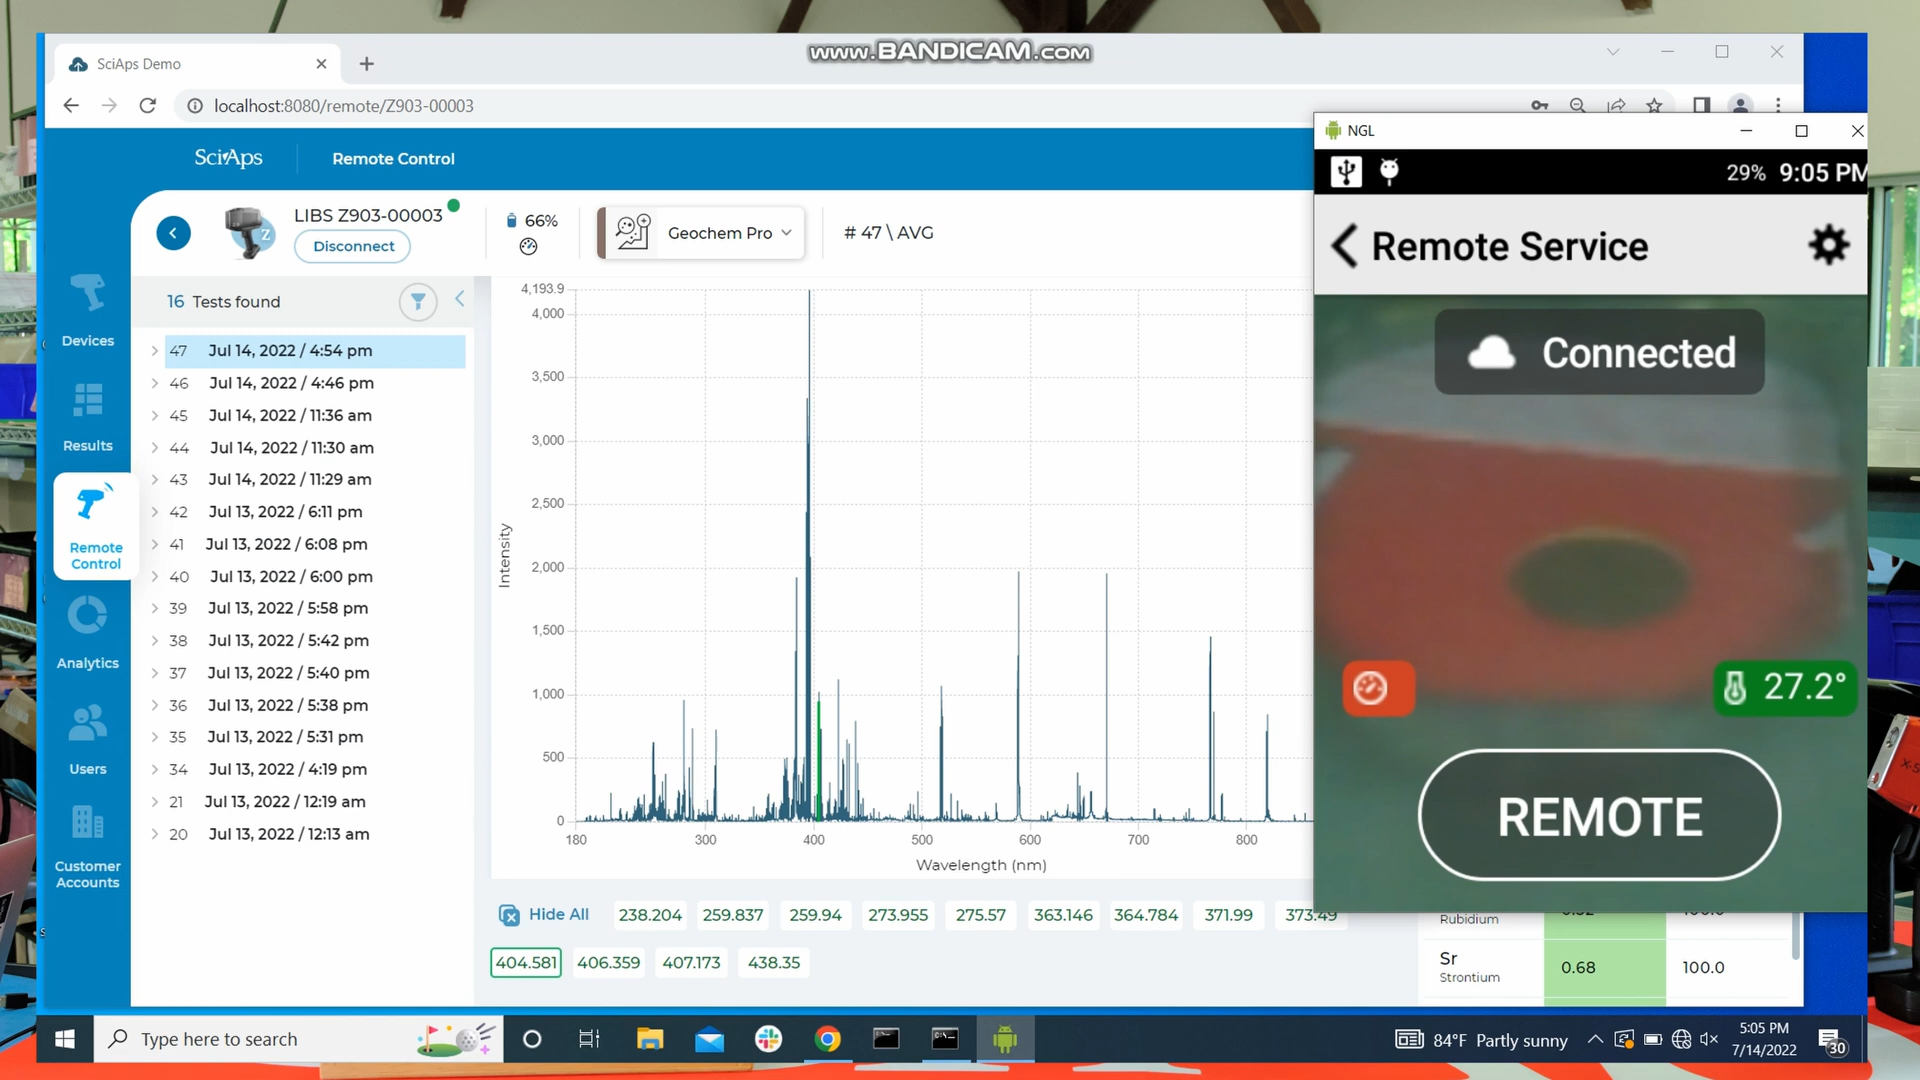 www.BANDICAM.com
SciAps Demo
localhost:8080/remote/Z903-00003
SciAps
Remote Control
LIBS Z903-00003
Disconnect
66%
Geochem Pro
# 47 \ AVG
Devices
Results
Remote
Control
Analytics
Users
Customer
Accounts
16 Tests found
47 Jul 14, 2022 / 4:54 pm
46 Jul 14, 2022 / 4:46 pm
45 Jul 14, 2022 / 11:36 am
44 Jul 14, 2022 / 11:30 am
43 Jul 14, 2022 / 11:29 am
42 Jul 13, 2022 / 6:11 pm
41 Jul 13, 2022 / 6:08 pm
40 Jul 13, 2022 / 6:00 pm
39 Jul 13, 2022 / 5:58 pm
38 Jul 13, 2022 / 5:42 pm
37 Jul 13, 2022 / 5:40 pm
36 Jul 13, 2022 / 5:38 pm
35 Jul 13, 2022 / 5:31 pm
34 Jul 13, 2022 / 4:19 pm
21 Jul 13, 2022 / 12:19 am
20 Jul 13, 2022 / 12:13 am
4,193.9
4,000
3,500
3,000
2,500
2,000
1,500
1,000
500
0
Intensity
180 300 400 500 600 700 800
Wavelength (nm)
Hide All 238.204 259.837 259.94 273.955 275.57 363.146 364.784 371.99 373.49
404.581 406.359 407.173 438.35
NGL
29% 9:05 PM
Remote Service
Connected
27.2°
REMOTE
Rubidium
Sr
Strontium
0.68 100.0
Type here to search
84°F Partly sunny
5:05 PM
7/14/2022
30